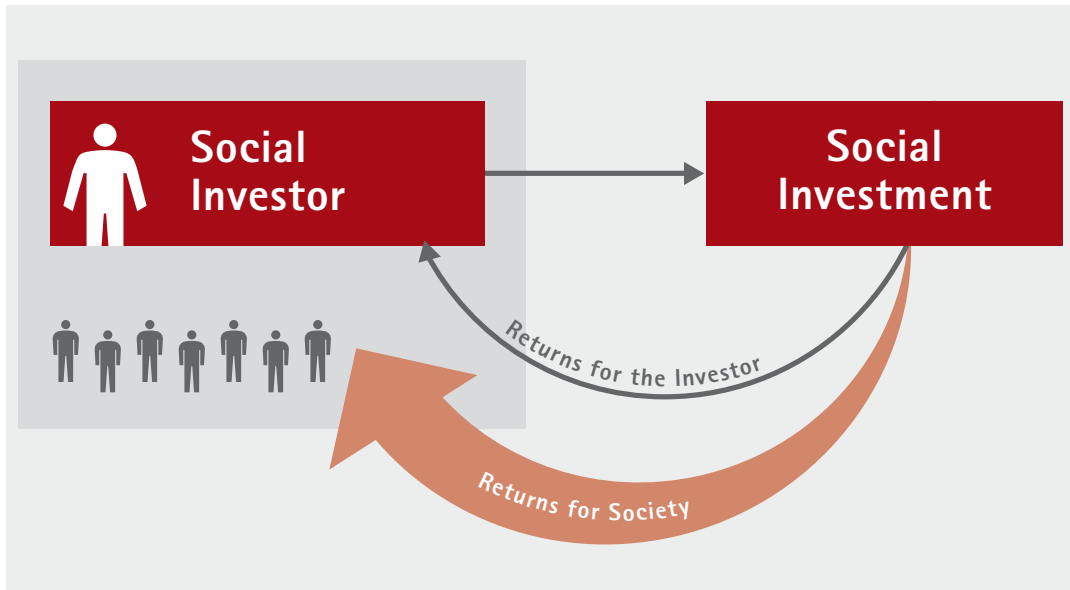 Social
Investor
Social
Investment
Returns for the Investor
Returns for Society